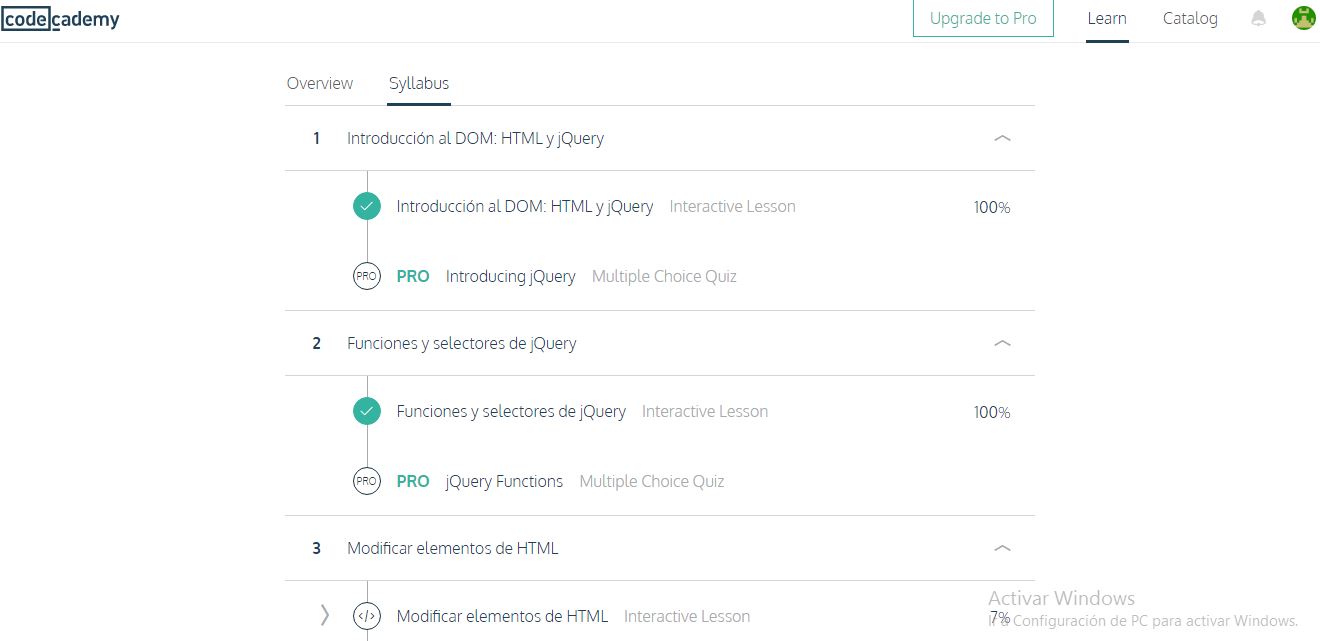 codecademy
Upgrade to Pro Learn Catalog
Overview Syllabus
1 Introducción al DOM: HTML y jQuery
Introducción al DOM: HTML y jQuery Interactive Lesson 100%
PRO PRO Introducing jQuery Multiple Choice Quiz
2 Funciones y selectores de jQuery
Funciones y selectores de jQuery Interactive Lesson 100%
PRO PRO jQuery Functions Multiple Choice Quiz
3 Modificar elementos de HTML
Activar Windows
</> Modificar elementos de HTML Interactive Lesson 7%
Ir a Configuración de PC para activar Windows.